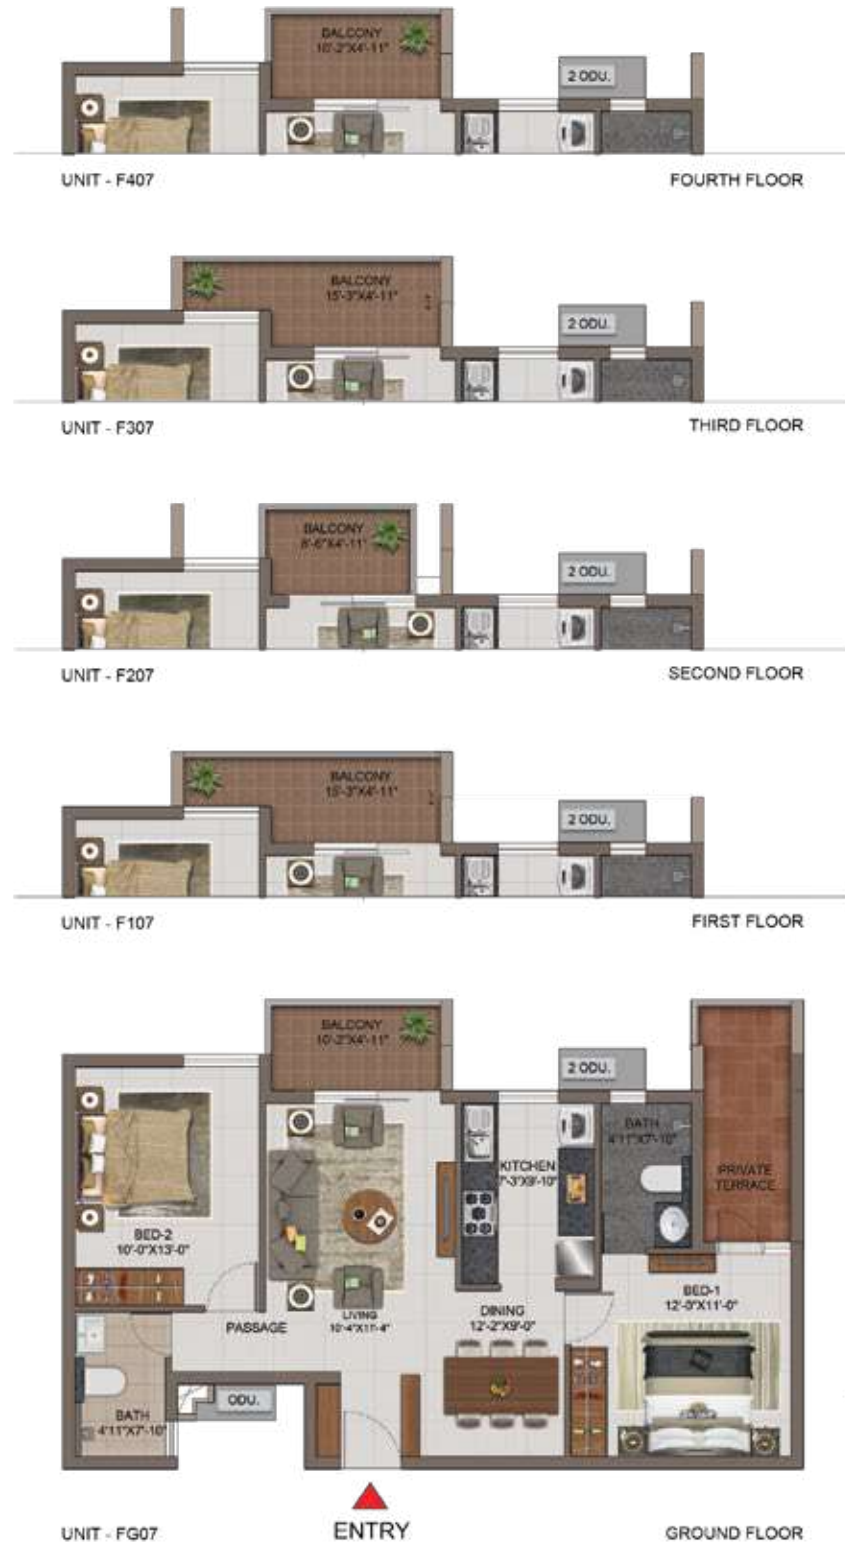 BALCONY
10'-2"X4'-11"
2 ODU.
UNIT - F407
FOURTH FLOOR
BALCONY
15'-3"X4'-11"
2 ODU.
UNIT - F307
THIRD FLOOR
BALCONY
8'-6"X4'-11"
2 ODU.
UNIT - F207
SECOND FLOOR
BALCONY
15'-3"X4'-11"
2 ODU.
UNIT - F107
FIRST FLOOR
BALCONY
10'-2"X4'-11"
2 ODU.
BATH
4'11"X7'-10"
KITCHEN
7'-3"X9'-10"
PRIVATE
TERRACE
BED-2
10'-0"X13'-0"
BED-1
12'-0"X11'-0"
LIVING
10'-4"X17'-4"
DINING
12'-2"X9'-0"
PASSAGE
ODU.
BATH
4'11"X7'-10"
ENTRY
UNIT - FG07
GROUND FLOOR